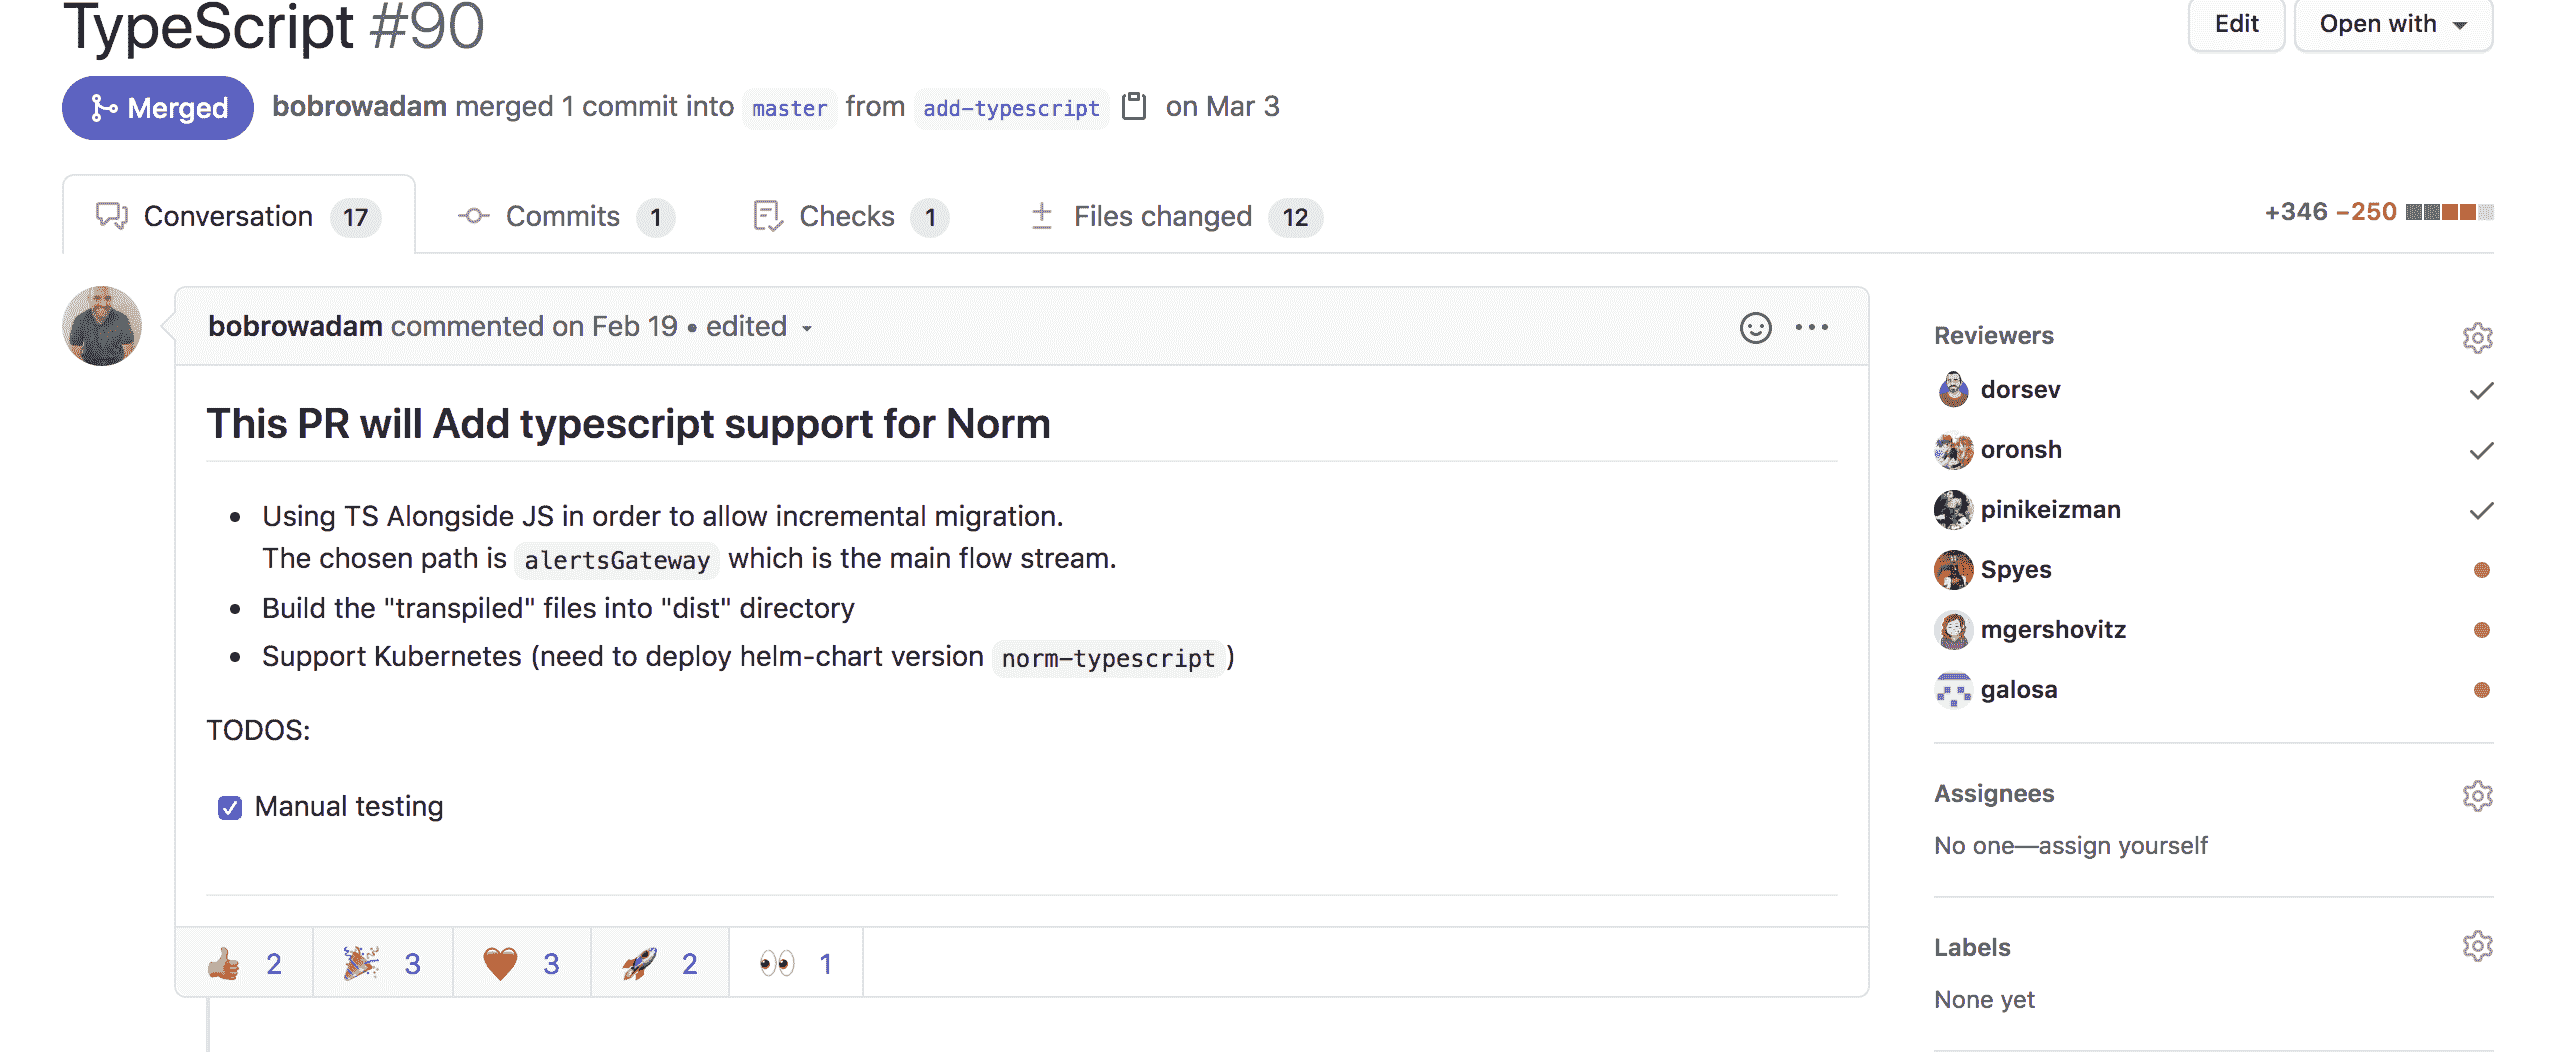 TypeScript #90
Edit
Open with
Merged
bobrowadam merged 1 commit into master from add-typescript on Mar 3
Conversation 17
Commits 1
Checks 1
Files changed 12
+346 −250
bobrowadam commented on Feb 19 • edited
This PR will Add typescript support for Norm
• Using TS Alongside JS in order to allow incremental migration.
The chosen path is alertsGateway which is the main flow stream.
• Build the "transpiled" files into "dist" directory
• Support Kubernetes (need to deploy helm-chart version norm-typescript )
TODOS:
Manual testing
2
3
3
2
1
Reviewers
dorsev
oronsh
pinikeizman
Spyes
mgershovitz
galosa
Assignees
No one—assign yourself
Labels
None yet